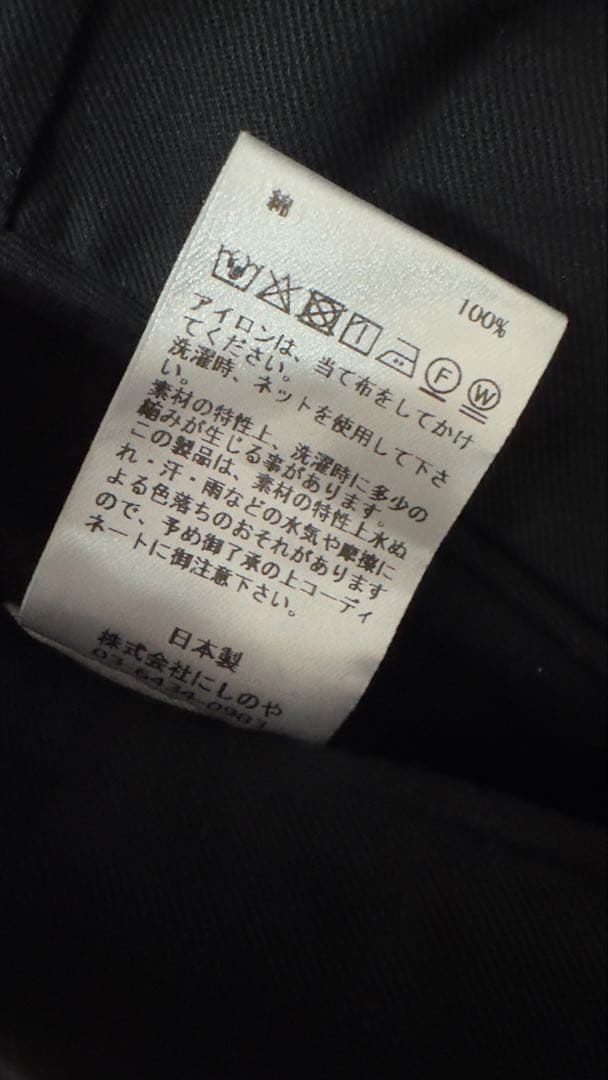 綿 100%
F W
アイロンは、当て布をしてかけ
てください。
洗濯時、ネットを使用して下さ
い。
素材の特性上、洗濯時に多少の
縮みが生じる事があります。
この製品は、素材の特性上水ぬ
れ・汗・雨などの水気や摩擦に
よる色落ちのおそれがあります
ので、予め御了承の上コーディ
ネートに御注意下さい。
日本製
株式会社にしのや
03-6434-0983